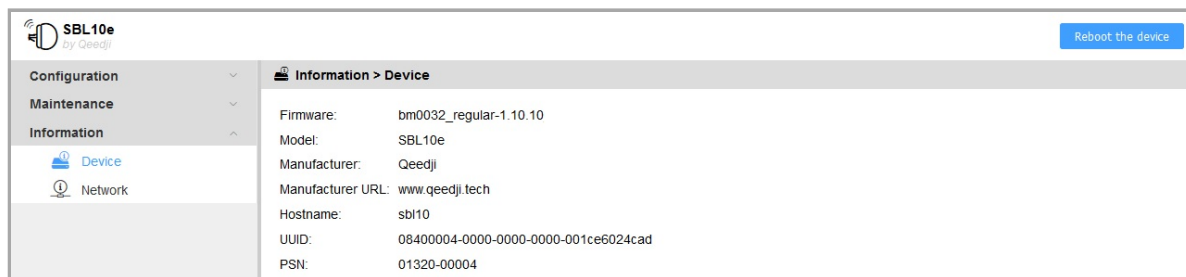 SBL10e
by Qeedji
Reboot the device
Configuration
Maintenance
Information
Device
Network
Information > Device
Firmware: bm0032_regular-1.10.10
Model: SBL10e
Manufacturer: Qeedji
Manufacturer URL: www.qeedji.tech
Hostname: sbl10
UUID: 08400004-0000-0000-0000-001ce6024cad
PSN: 01320-00004